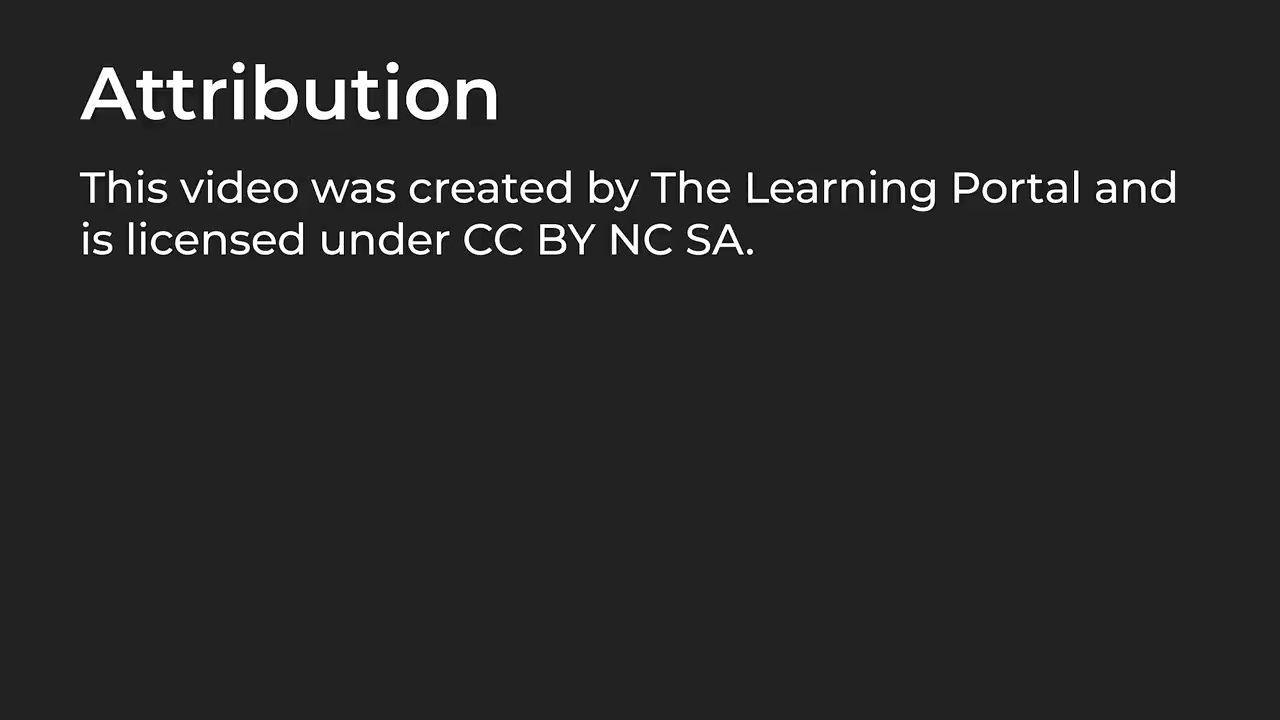 Attribution
This video was created by The Learning Portal and
is licensed under CC BY NC SA.